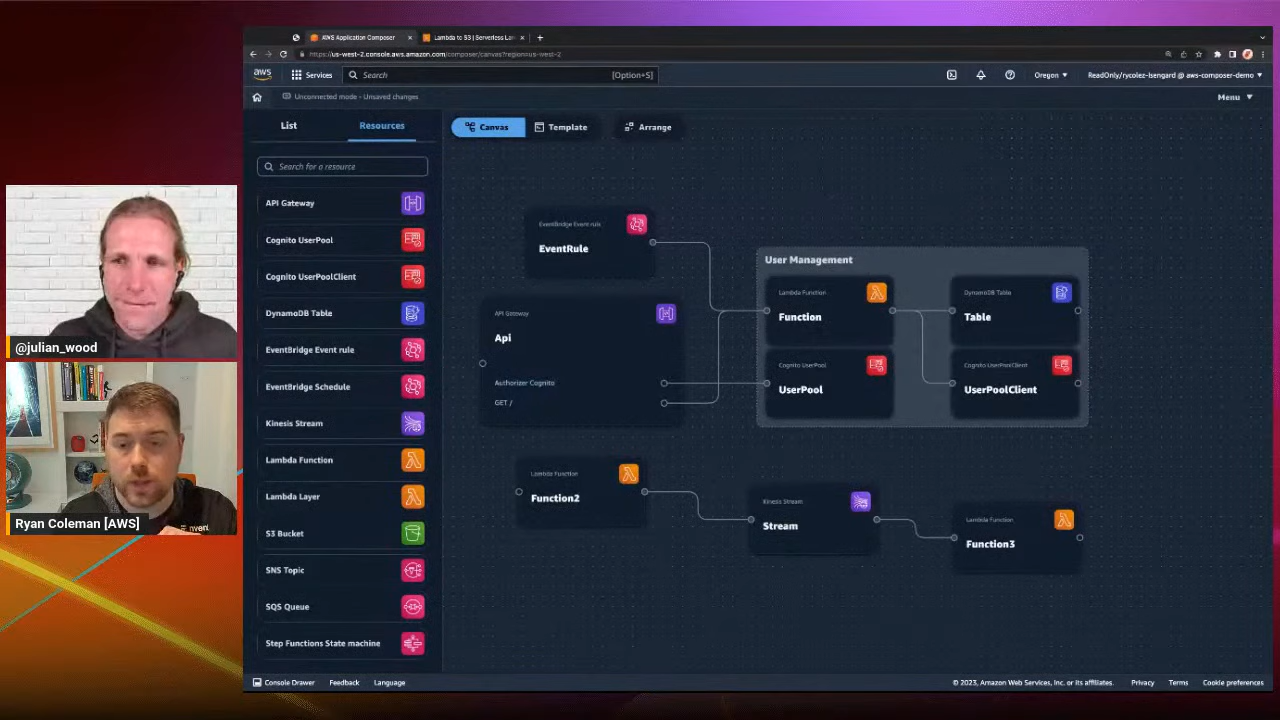 AWS Application Composer
Lambda to S3 | Serverless La
https://us-west-2.console.aws.amazon.com/composer/canvas?region=us-west-2
aws
Services
Search
[Option+S]
Oregon
ReadOnly/rycolez-isengard @ aws-composer-demo
Unconnected mode - Unsaved changes
Menu
List
Resources
Canvas
Template
Arrange
Search for a resource
API Gateway
Cognito UserPool
Cognito UserPoolClient
DynamoDB Table
EventBridge Event rule
EventBridge Schedule
Kinesis Stream
Lambda Function
Lambda Layer
S3 Bucket
SNS Topic
SQS Queue
Step Functions State machine
EventBridge Event rule
EventRule
API Gateway
Api
Authorizer Cognito
GET /
User Management
Lambda Function
Function
DynamoDB Table
Table
Cognito UserPool
UserPool
Cognito UserPoolClient
UserPoolClient
Lambda Function
Function2
Kinesis Stream
Stream
Lambda Function
Function3
@julian_wood
Ryan Coleman [AWS]
Console Drawer
Feedback
Language
© 2023, Amazon Web Services, Inc. or its affiliates.
Privacy
Terms
Cookie preferences